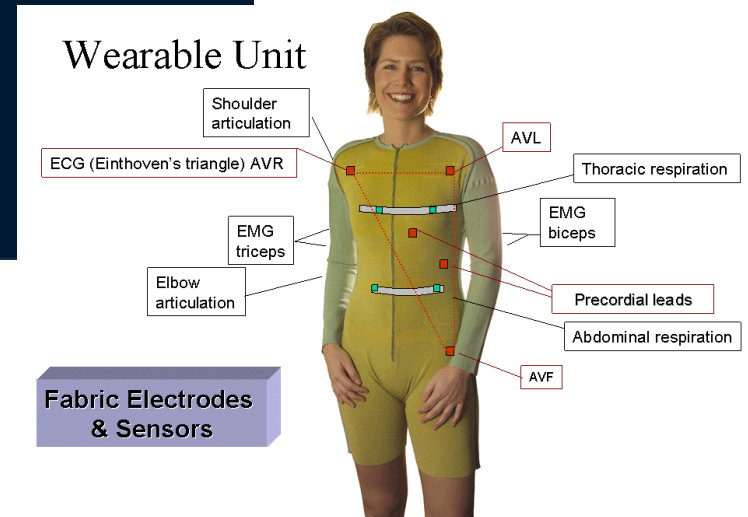 Wearable Unit
Shoulder
articulation
ECG (Einthoven's triangle) AVR
AVL
Thoracic respiration
EMG
triceps
EMG
biceps
Elbow
articulation
Precordial leads
Abdominal respiration
AVF
Fabric Electrodes
& Sensors